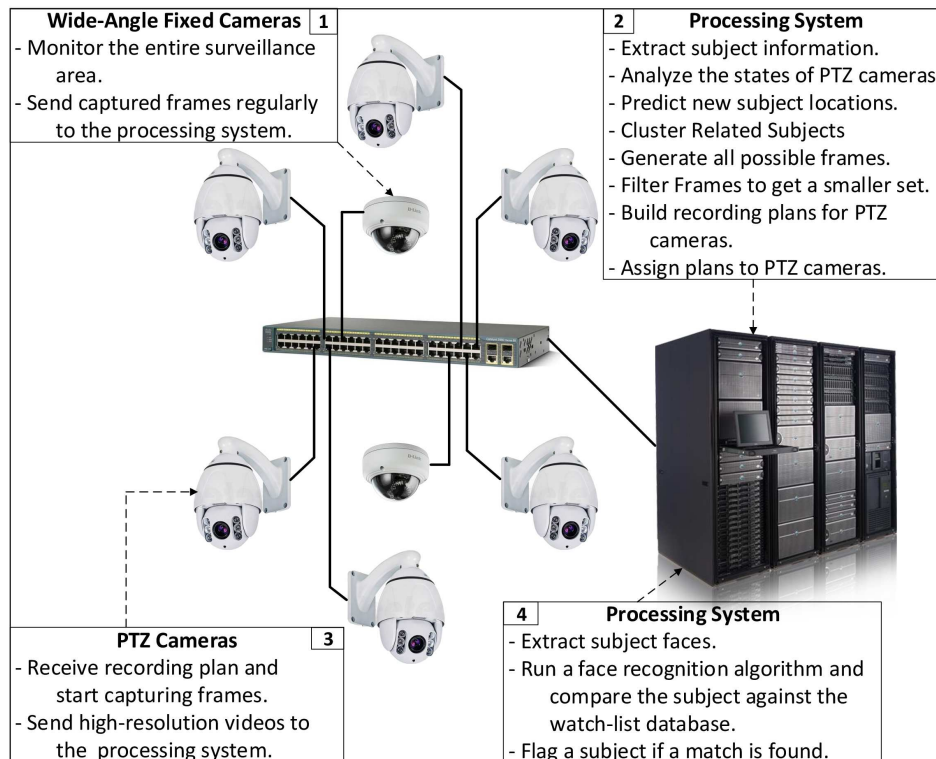 Wide-Angle Fixed Cameras 1
- Monitor the entire surveillance
area.
- Send captured frames regularly
to the processing system.
2 Processing System
- Extract subject information.
- Analyze the states of PTZ cameras
- Predict new subject locations.
- Cluster Related Subjects
- Generate all possible frames.
- Filter Frames to get a smaller set.
- Build recording plans for PTZ
cameras.
- Assign plans to PTZ cameras.
PTZ Cameras 3
- Receive recording plan and
start capturing frames.
- Send high-resolution videos to
the processing system.
4 Processing System
- Extract subject faces.
- Run a face recognition algorithm and
compare the subject against the
watch-list database.
- Flag a subject if a match is found.